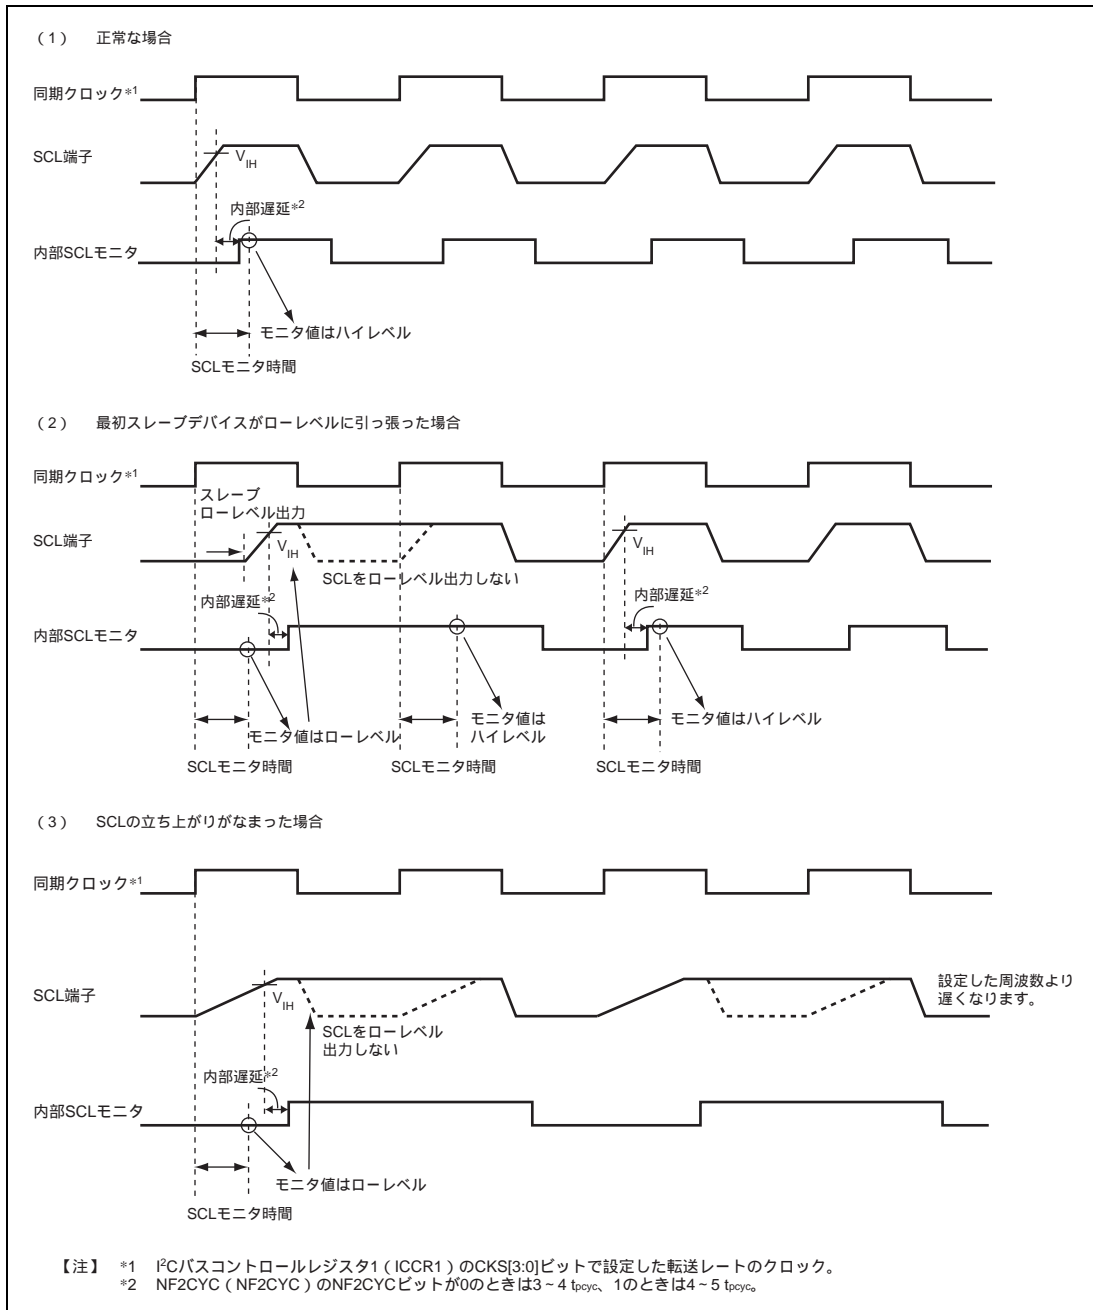 (1) 正常な場合
同期クロック*1
SCL端子
VIH
内部遅延*2
内部SCLモニタ
モニタ値はハイレベル
SCLモニタ時間
(2) 最初スレーブデバイスがローレベルに引っ張った場合
同期クロック*1
スレーブ
ローレベル出力
SCL端子
VIH
VIH
SCLをローレベル出力しない
内部遅延*2
内部遅延*2
内部SCLモニタ
モニタ値はローレベル
モニタ値は
ハイレベル
モニタ値はハイレベル
SCLモニタ時間
SCLモニタ時間
SCLモニタ時間
(3) SCLの立ち上がりがなまった場合
同期クロック*1
SCL端子
VIH
設定した周波数より
遅くなります。
SCLをローレベル
出力しない
内部遅延*2
内部SCLモニタ
モニタ値はローレベル
SCLモニタ時間
【注】 *1 I2Cバスコントロールレジスタ1(ICCR1)のCKS[3:0]ビットで設定した転送レートのクロック。
*2 NF2CYC(NF2CYC)のNF2CYCビットが0のときは3~4 tpcyc、1のときは4~5 tpcyc。